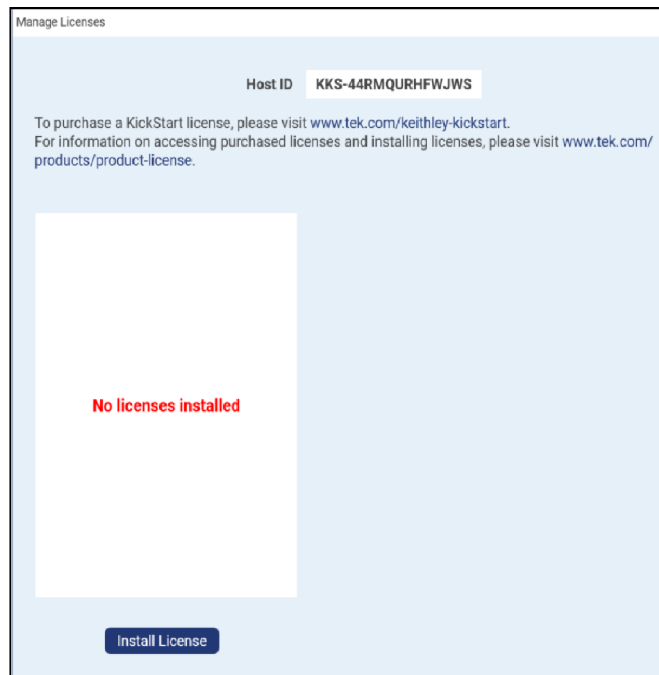 Manage Licenses
Host ID KKS-44RMQURHFWJWS
To purchase a KickStart license, please visit www.tek.com/keithley-kickstart.
For information on accessing purchased licenses and installing licenses, please visit www.tek.com/
products/product-license.
No licenses installed
Install License